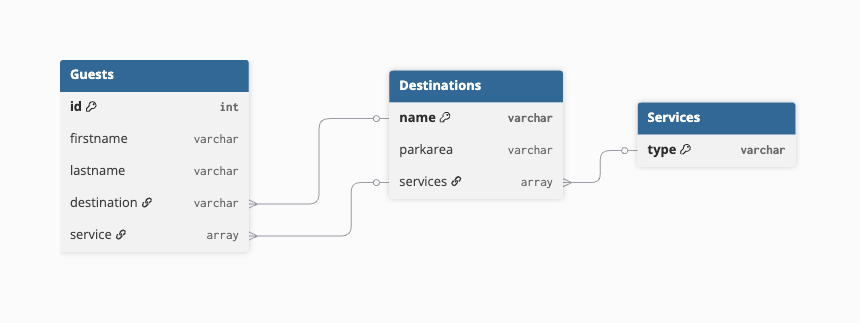 Guests
id int
firstname varchar
lastname varchar
destination varchar
service array
Destinations
name varchar
parkarea varchar
services array
Services
type varchar